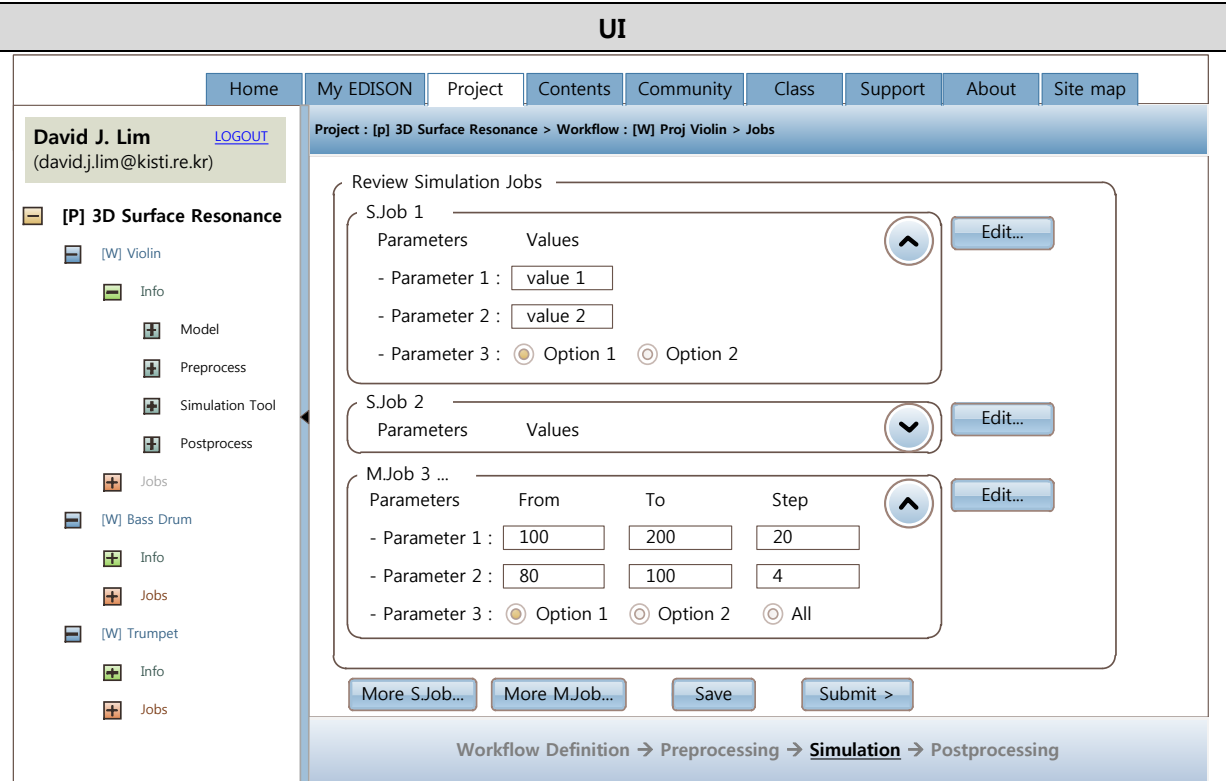 UI
Home My EDISON Project Contents Community Class Support About Site map
David J. Lim LOGOUT
(david.j.lim@kisti.re.kr)
[P] 3D Surface Resonance
[W] Violin
Info
Model
Preprocess
Simulation Tool
Postprocess
Jobs
[W] Bass Drum
Info
Jobs
[W] Trumpet
Info
Jobs
Project : [p] 3D Surface Resonance > Workflow : [W] Proj Violin > Jobs
Review Simulation Jobs
S.Job 1
Edit...
Parameters Values
- Parameter 1 : value 1
- Parameter 2 : value 2
- Parameter 3 : Option 1 Option 2
S.Job 2
Edit...
Parameters Values
M.Job 3 ...
Edit...
Parameters From To Step
- Parameter 1 : 100 200 20
- Parameter 2 : 80 100 4
- Parameter 3 : Option 1 Option 2 All
More S.Job... More M.Job... Save Submit >
Workflow Definition → Preprocessing → Simulation → Postprocessing